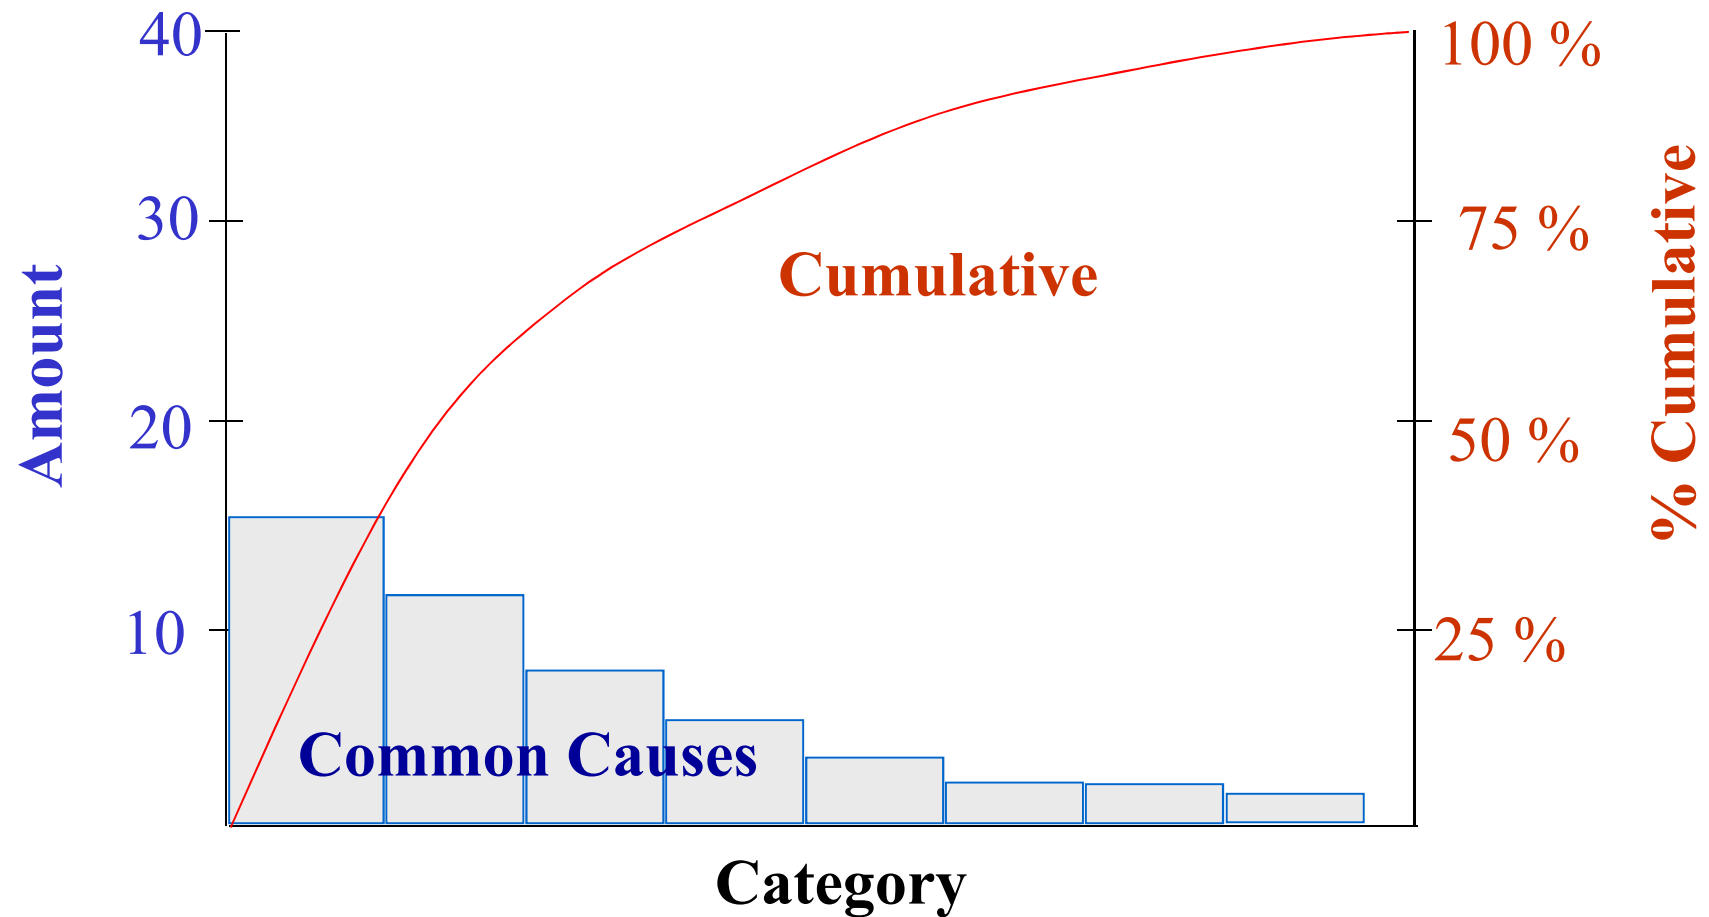 40
30
20
10
Amount
100 %
75 %
50 %
25 %
% Cumulative
Cumulative
Common Causes
Category